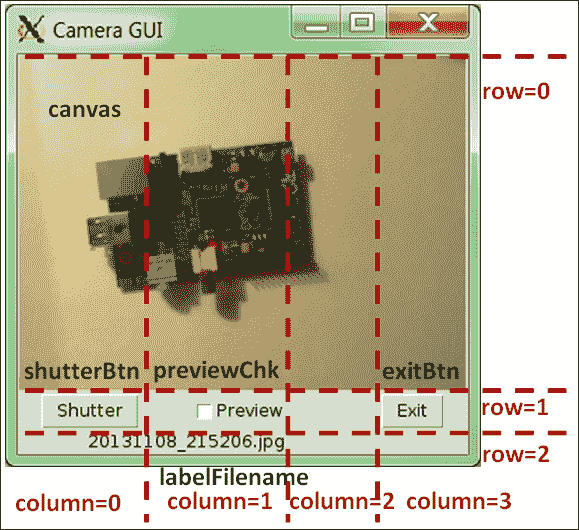 Camera GUI
row=0
canvas
shutterBtn previewChk exitBtn
Shutter Preview Exit row=1
20131108_215206.jpg row=2
labelFilename
column=0 column=1 column=2 column=3